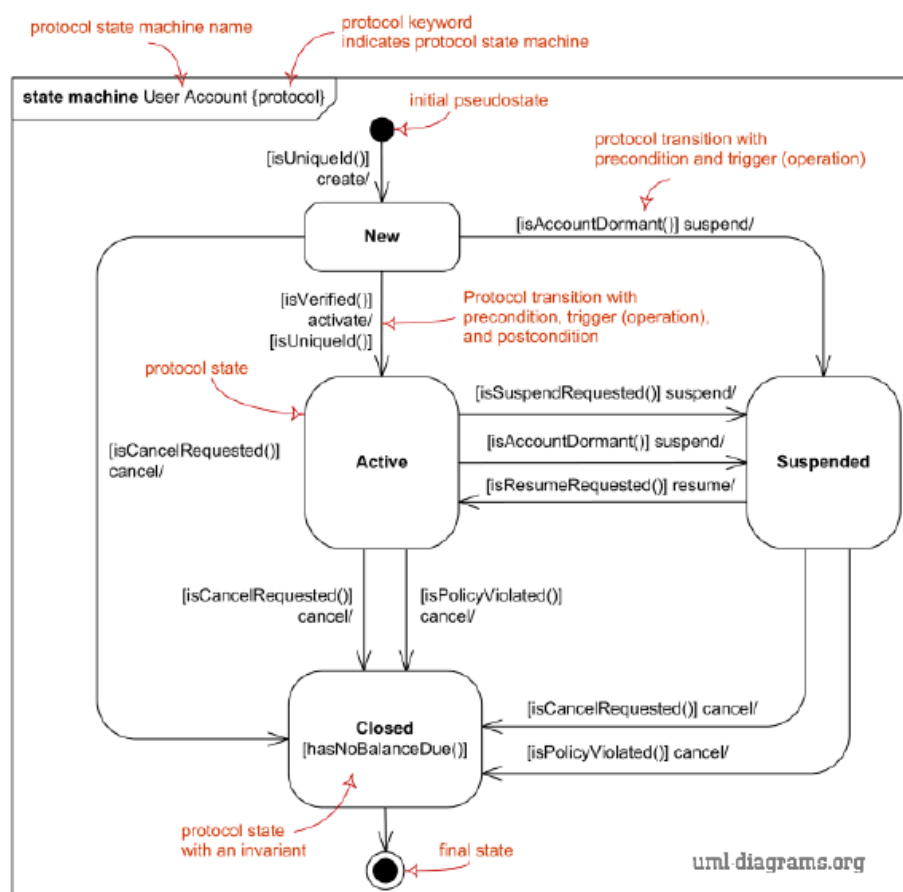 protocol state machine name
protocol keyword
indicates protocol state machine
state machine User Account {protocol}
initial pseudostate
[isUniqueId()]
create/
protocol transition with
precondition and trigger (operation)
New
[isAccountDormant()] suspend/
[isVerified()]
activate/
[isUniqueId()]
Protocol transition with
precondition, trigger (operation),
and postcondition
protocol state
[isSuspendRequested()] suspend/
[isCancelRequested()]
cancel/
Active
[isAccountDormant()] suspend/
Suspended
[isResumeRequested()] resume/
[isCancelRequested()]
cancel/
[isPolicyViolated()]
cancel/
Closed
[hasNoBalanceDue()]
[isCancelRequested()] cancel/
[isPolicyViolated()] cancel/
protocol state
with an invariant
final state
uml-diagrams.org